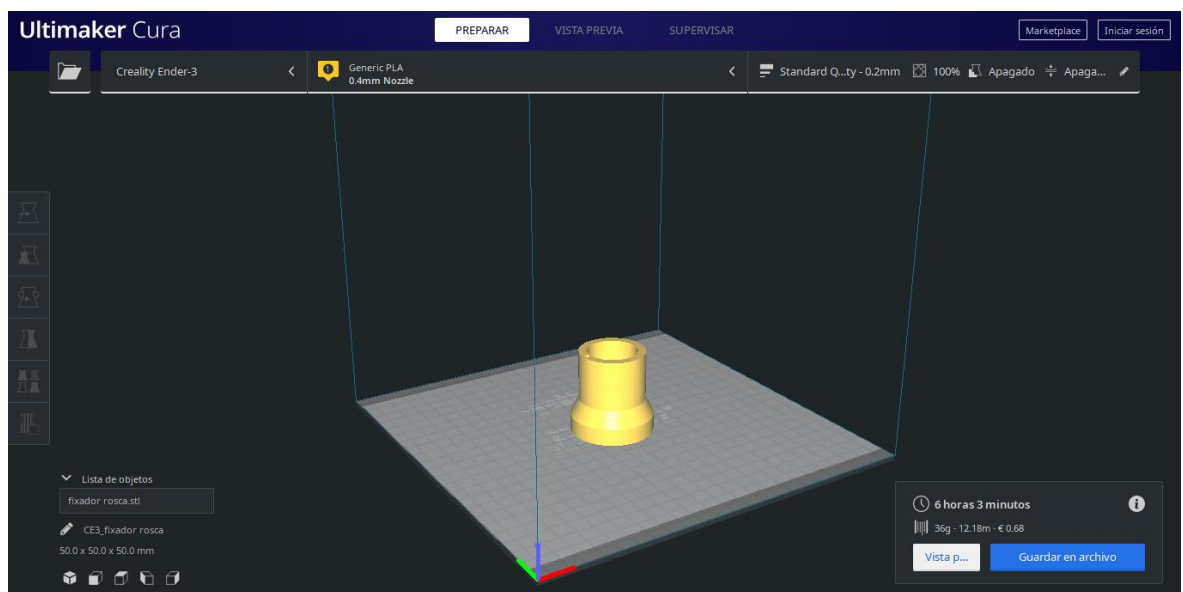 Ultimaker Cura
PREPARAR
VISTA PREVIA
SUPERVISAR
Marketplace
Iniciar sesión
Creality Ender-3
1
Generic PLA
0.4mm Nozzle
Standard Q...ty - 0.2mm
100%
Apagado
Apaga...
Lista de objetos
fixador rosca.stl
CE3_fixador rosca
50.0 x 50.0 x 50.0 mm
6 horas 3 minutos
36g · 12.18m · € 0.68
Vista p...
Guardar en archivo